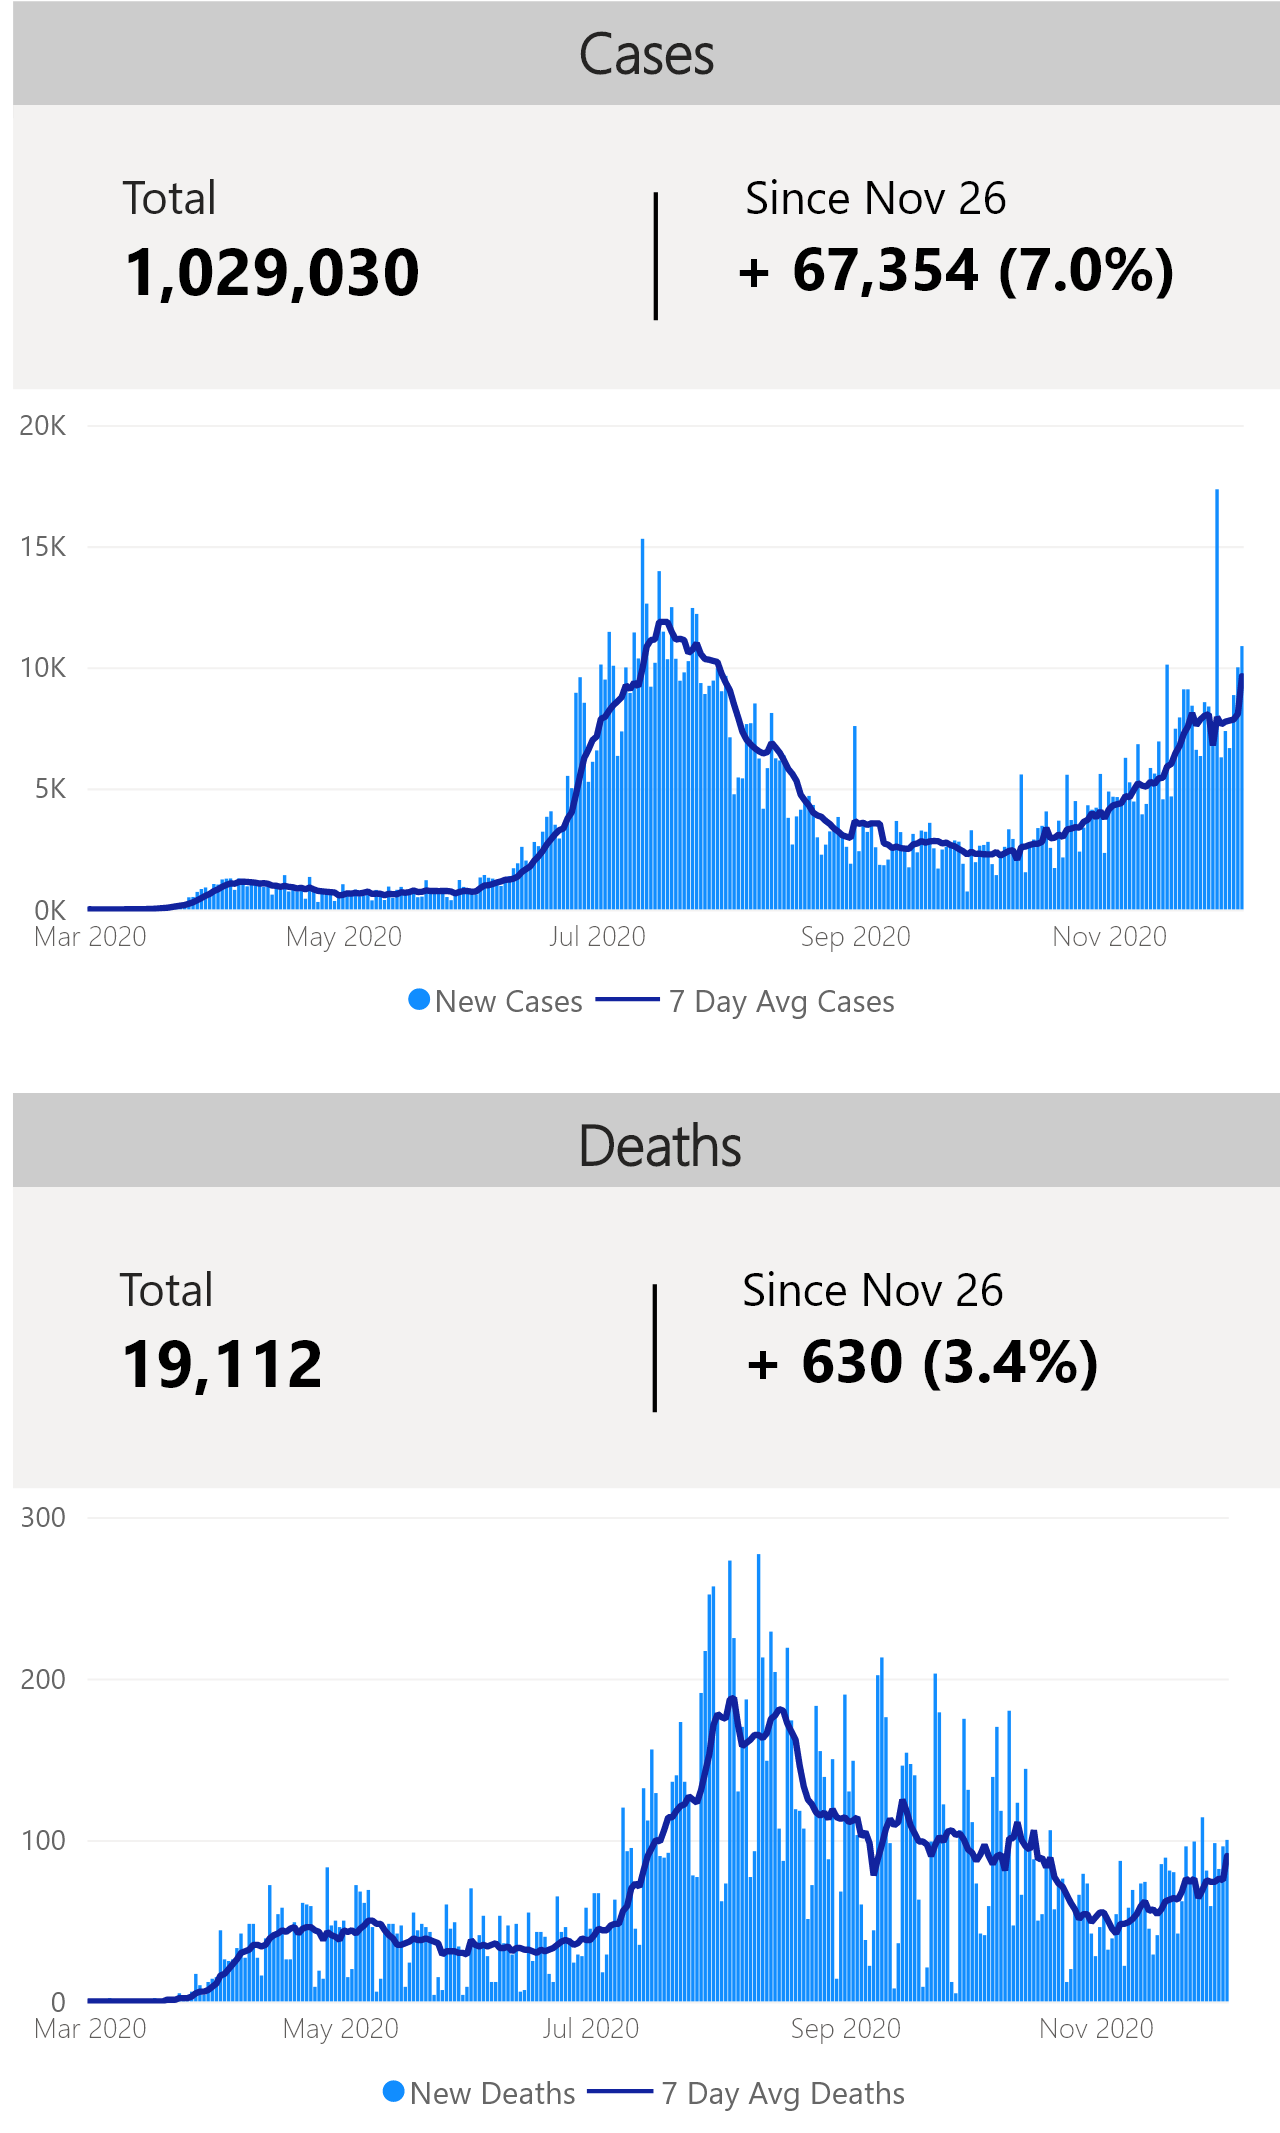 Cases
Total
1,029,030
Since Nov 26
+ 67,354 (7.0%)
20K
15K
10K
5K
0K
Mar 2020 May 2020 Jul 2020 Sep 2020 Nov 2020
New Cases 7 Day Avg Cases
Deaths
Total
19,112
Since Nov 26
+ 630 (3.4%)
300
200
100
0
Mar 2020 May 2020 Jul 2020 Sep 2020 Nov 2020
New Deaths 7 Day Avg Deaths